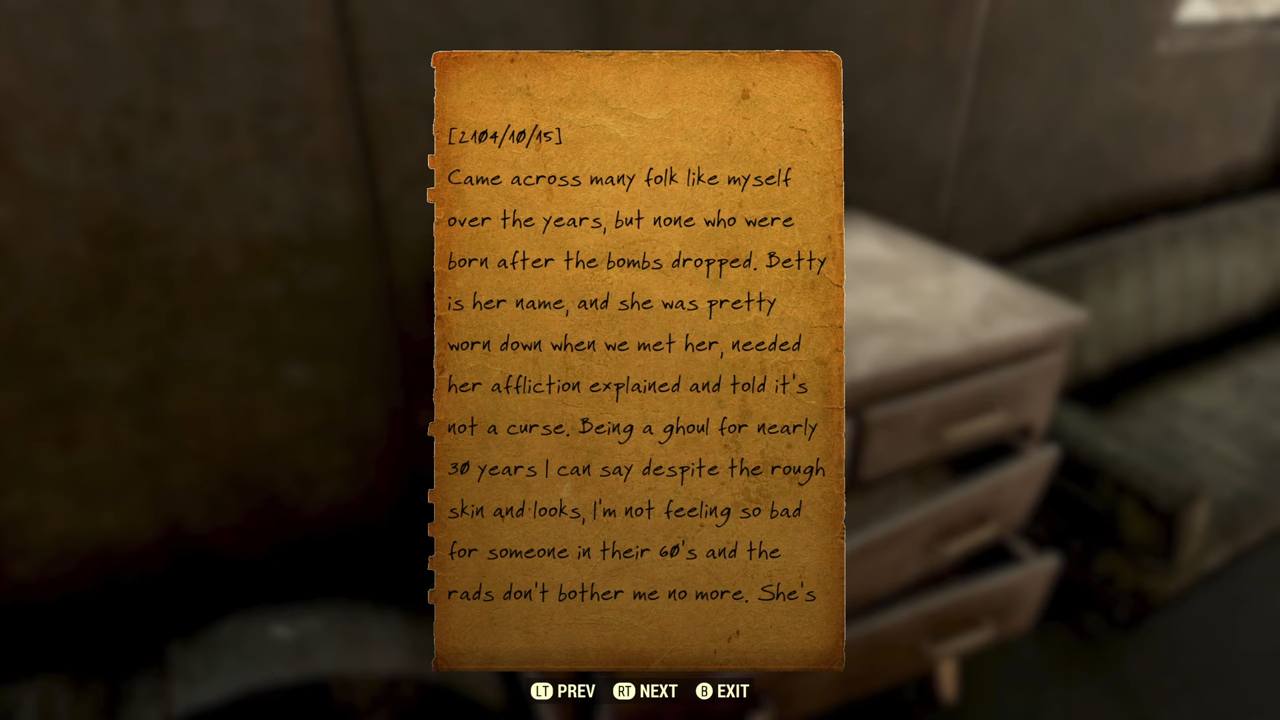 [2104/10/15]
Came across many folk like myself
over the years, but none who were
born after the bombs dropped. Betty
is her name, and she was pretty
worn down when we met her, needed
her affliction explained and told it's
not a curse. Being a ghoul for nearly
30 years I can say despite the rough
skin and looks, I'm not feeling so bad
for someone in their 60's and the
rads don't bother me no more. She's
LT PREV RT NEXT B EXIT